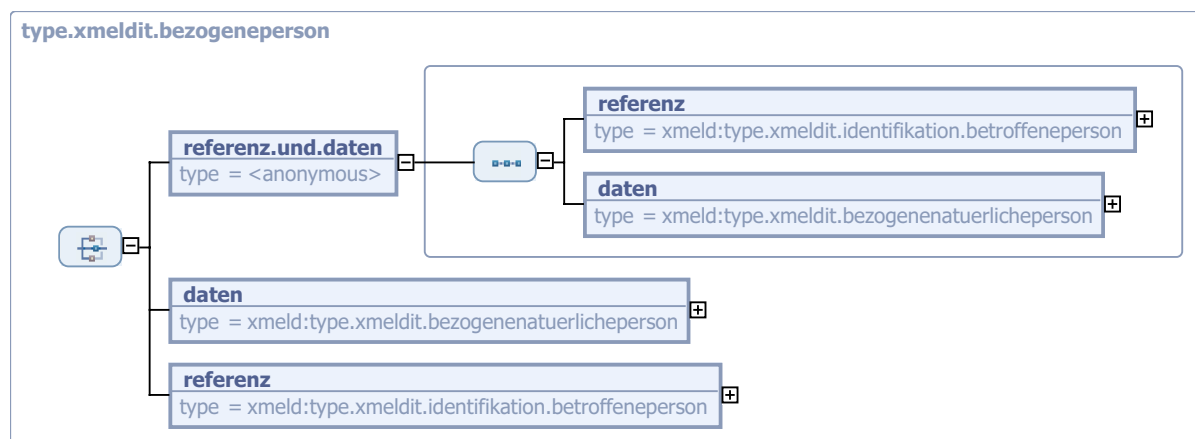 type.xmeldit.bezogeneperson
referenz.und.daten
type = <anonymous>
referenz
type = xmeld:type.xmeldit.identifikation.betroffeneperson
daten
type = xmeld:type.xmeldit.bezogenenatuerlicheperson
daten
type = xmeld:type.xmeldit.bezogenenatuerlicheperson
referenz
type = xmeld:type.xmeldit.identifikation.betroffeneperson